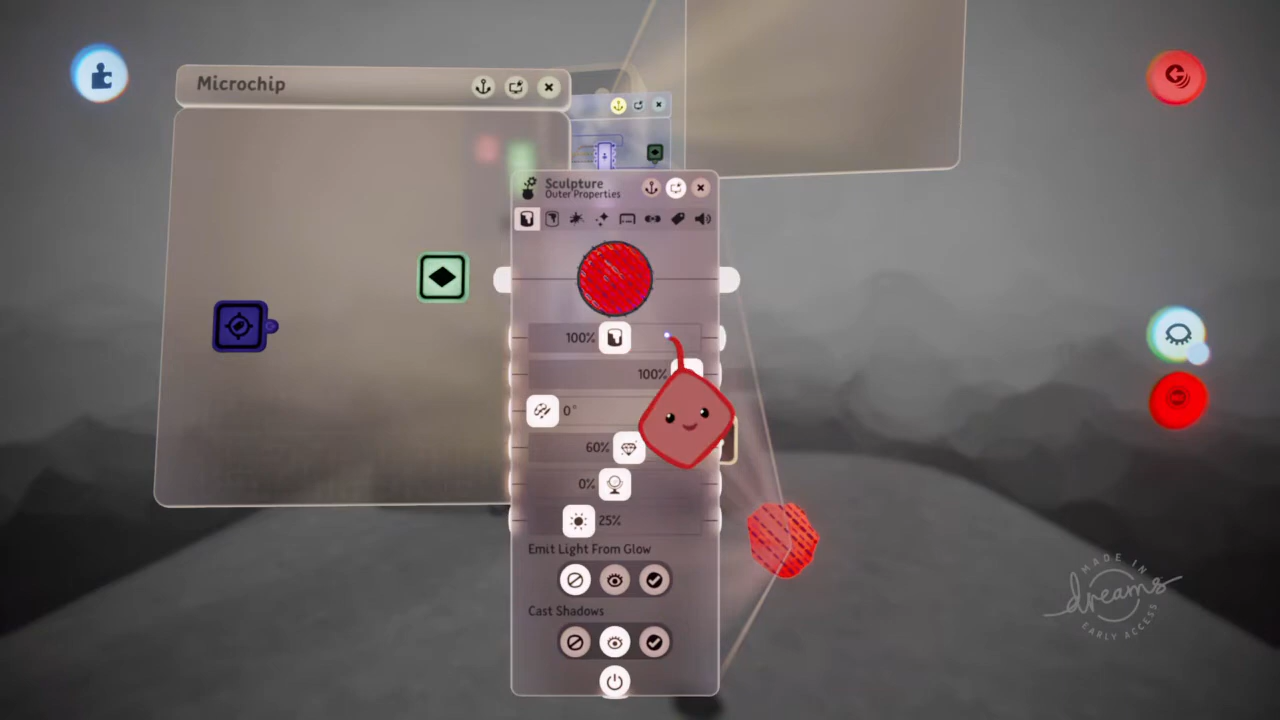 Microchip
Sculpture
Outer Properties
100%
100%
0°
60%
0%
25%
Emit Light From Glow
Cast Shadows
MADE IN
dreams
EARLY ACCESS